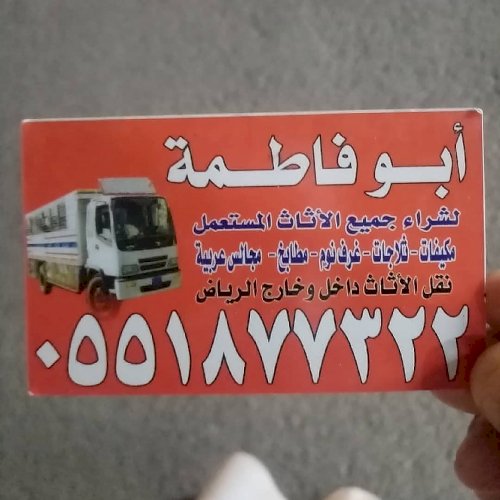 أبو فاطمة
لشراء جميع الأثاث المستعمل
مكيفات - ثلاجات - غرف نوم - مطابخ - مجالس عربية
نقل الأثاث داخل وخارج الرياض
٠٥٥١٨٧٧٣٢٢